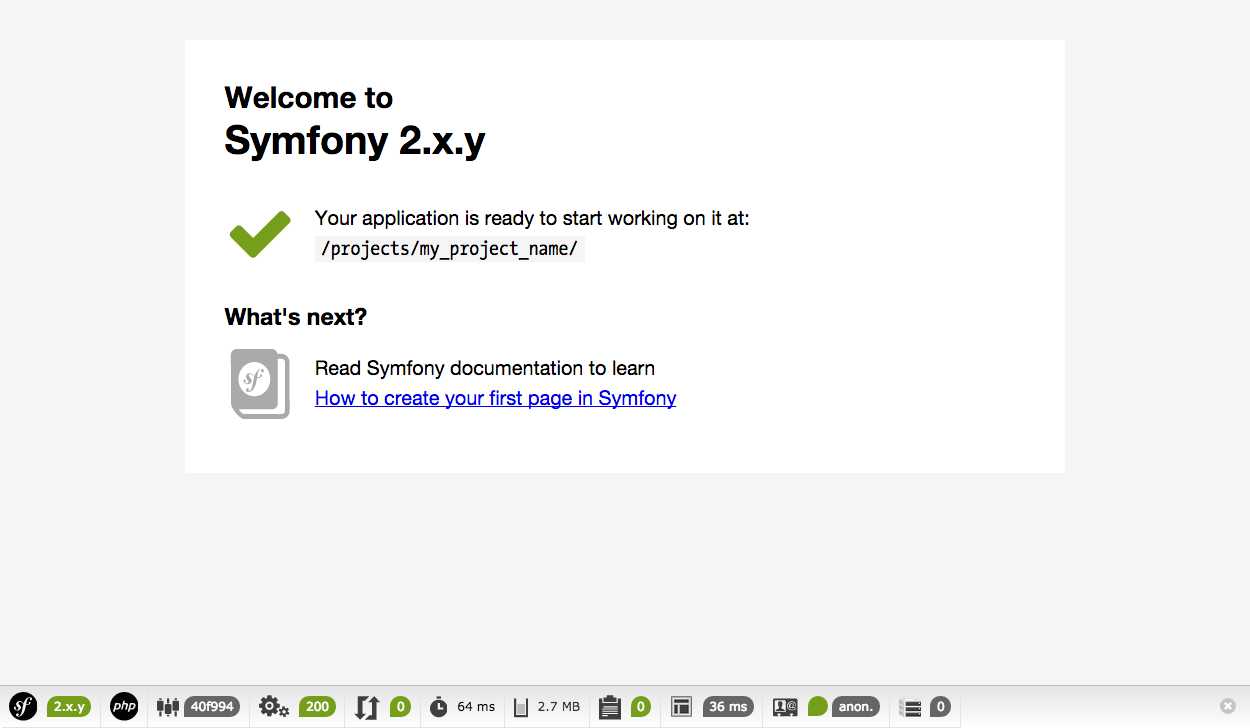 Welcome to
Symfony 2.x.y
Your application is ready to start working on it at:
/projects/my_project_name/
What's next?
sf
Read Symfony documentation to learn
How to create your first page in Symfony
sf 2.x.y php 40f994 200 0 64 ms 2.7 MB 0 36 ms @ anon. 0